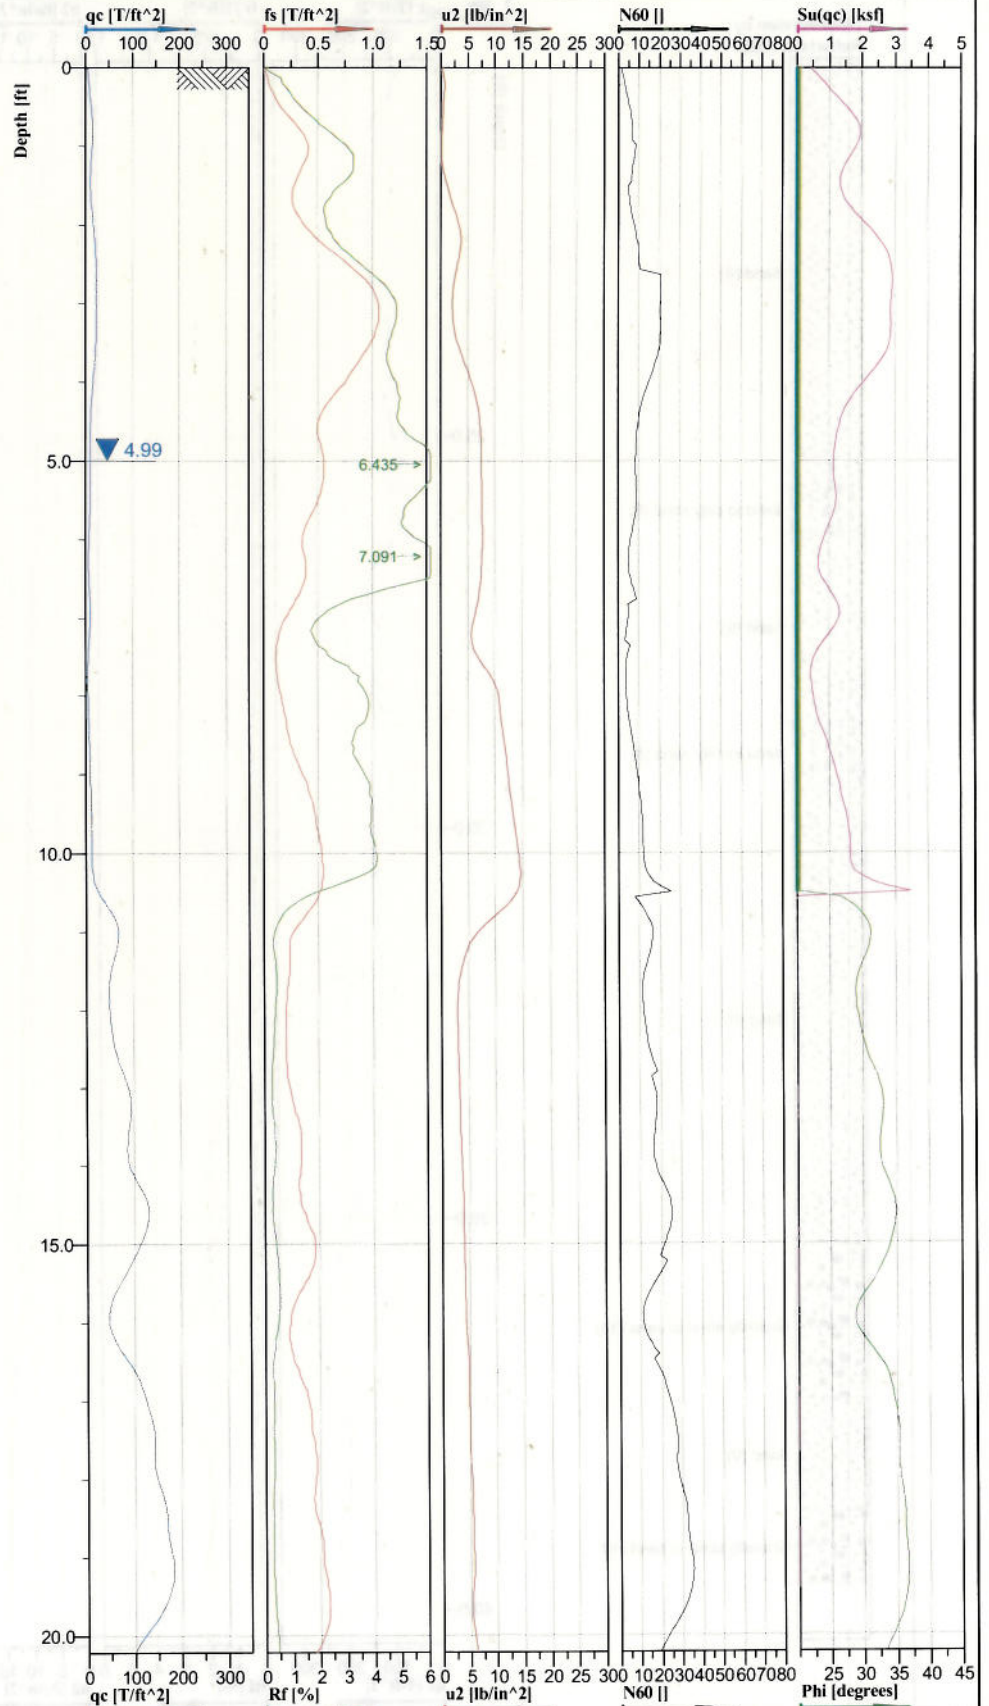 qc [T/ft^2] fs [T/ft^2] u2 [lb/in^2] N60 [] Su(qc) [ksf]
0 100 200 300 0 0.5 1.0 1.5 0 5 10 15 20 25 30 0 10 20 30 40 50 60 70 80 0 1 2 3 4 5
Depth [ft]
0
4.99
5.0
6.435
7.091
10.0
15.0
20.0
0 100 200 300 0 1 2 3 4 5 6 0 5 10 15 20 25 30 0 10 20 30 40 50 60 70 80 25 30 35 40 45
qc [T/ft^2] Rf [%] u2 [lb/in^2] N60 [] Phi [degrees]